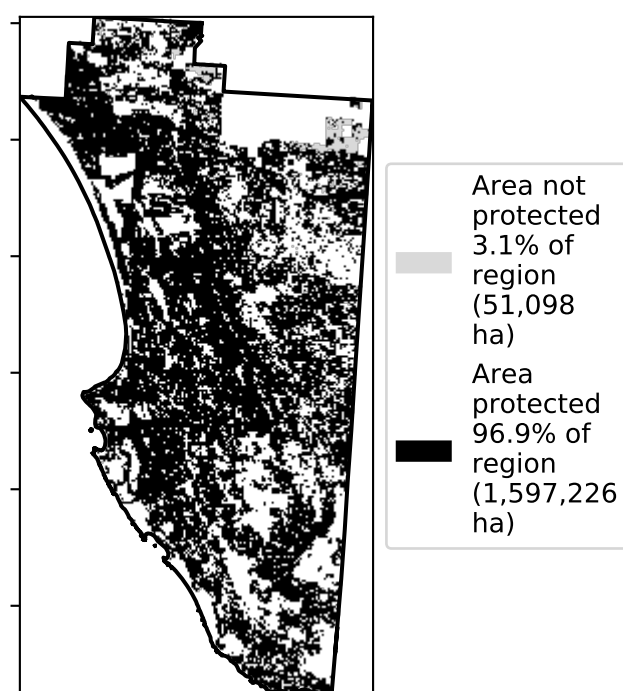 Area not
protected
3.1% of
region
(51,098
ha)
Area
protected
96.9% of
region
(1,597,226
ha)